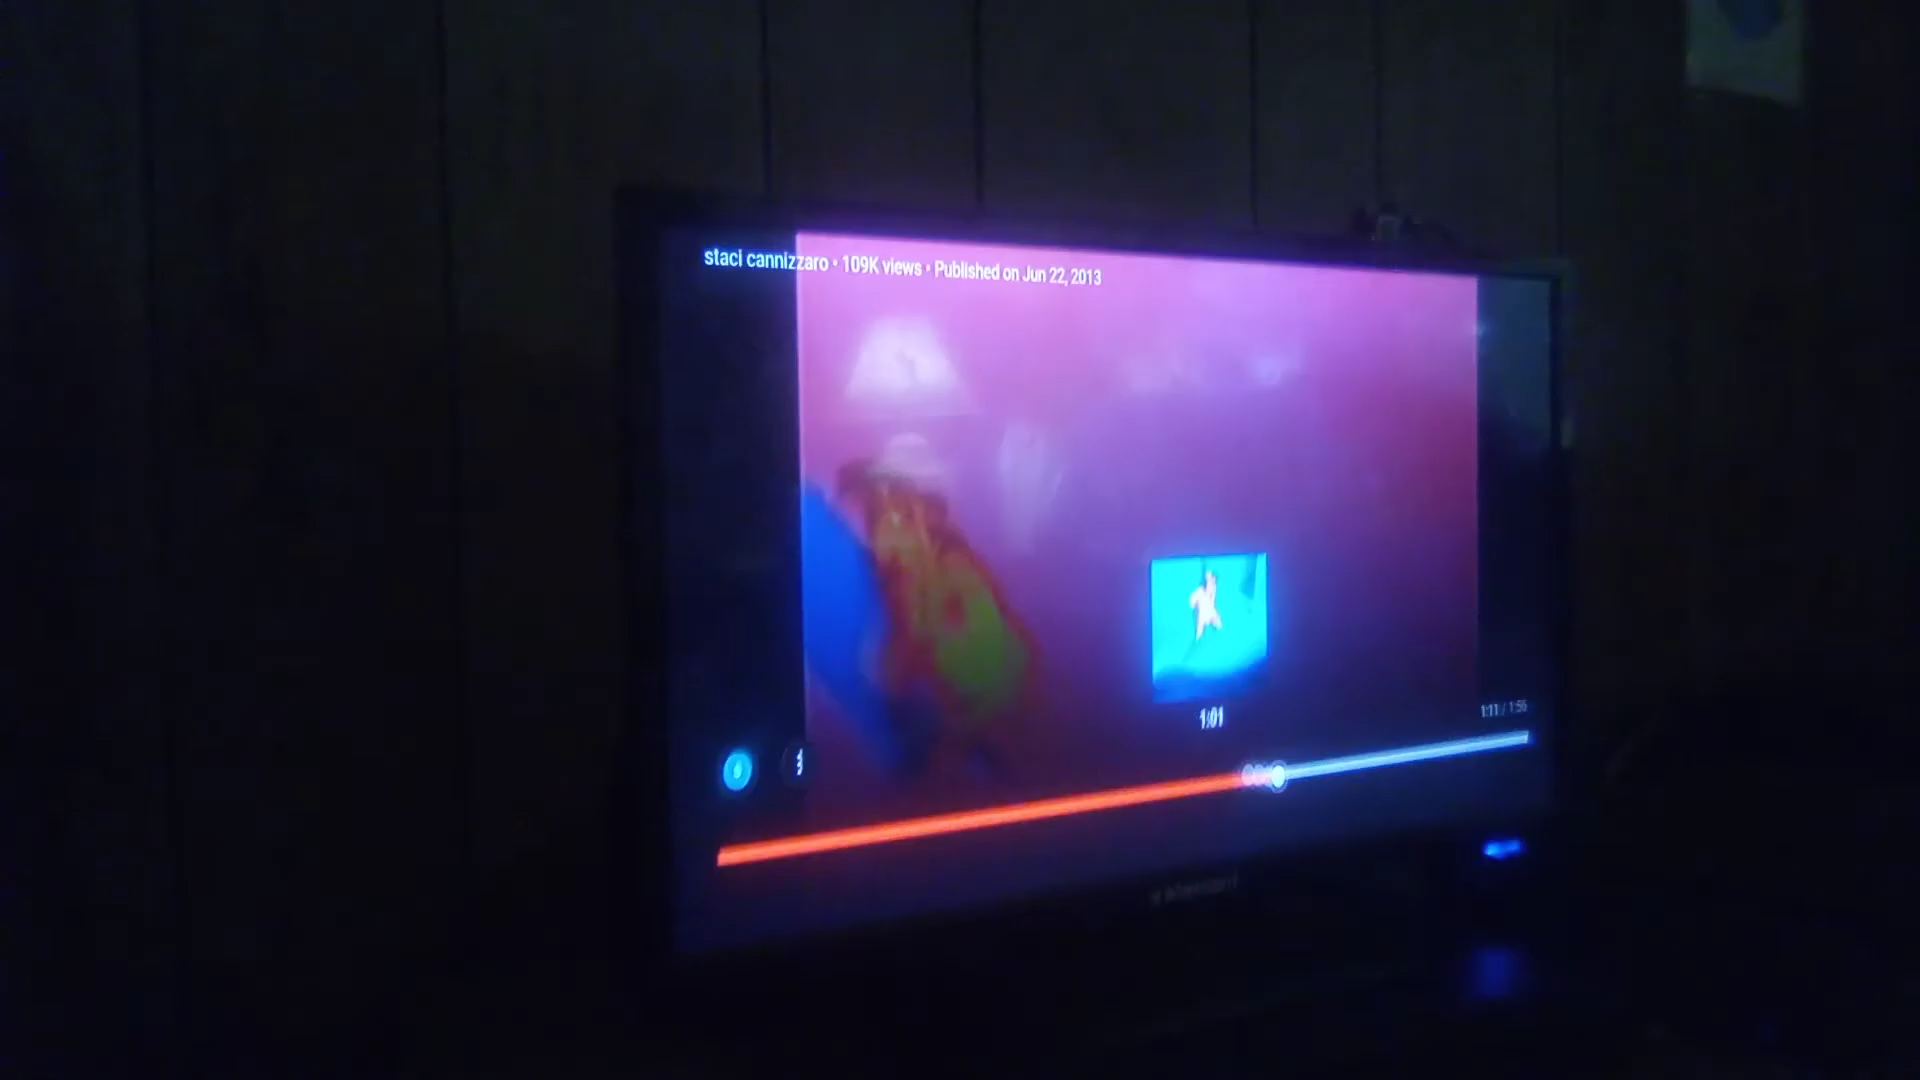 staci cannizzaro • 109K views • Published on Jun 22, 2013
1:01
1:11 / 1:56